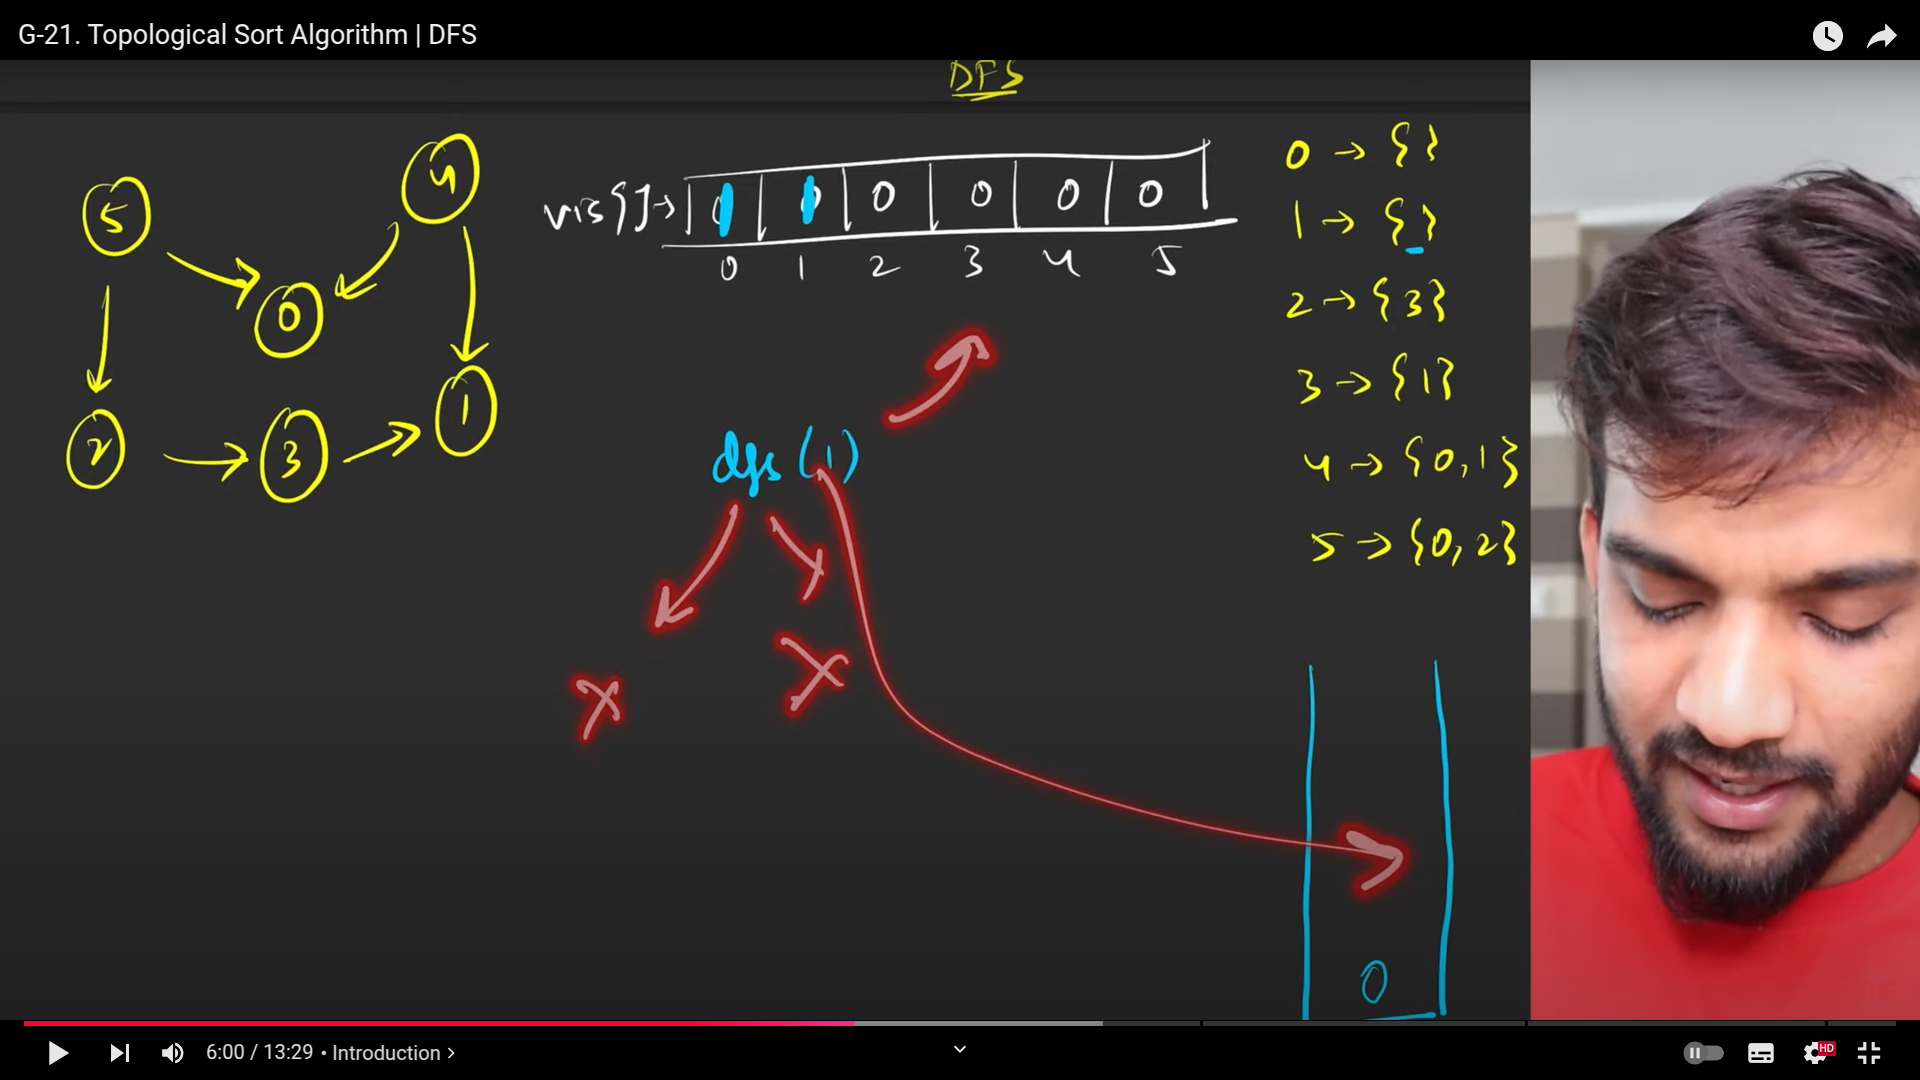 G-21. Topological Sort Algorithm | DFS
DFS
5
4
0
2
3
1
vis[] → 0 0 0 0 0 0
0 1 2 3 4 5
0 → { }
1 → { }
2 → {3}
3 → {1}
4 → {0,1}
5 → {0,2}
dfs (1)
x x
0
6:00 / 13:29 • Introduction >
HD